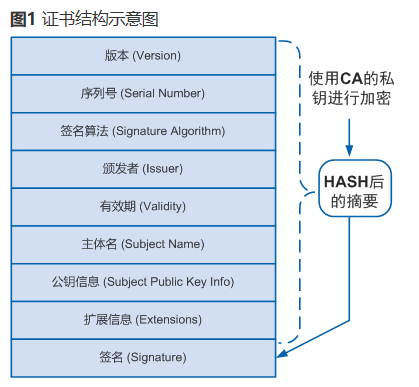 图1 证书结构示意图
版本 (Version)
序列号 (Serial Number)
签名算法 (Signature Algorithm)
颁发者 (Issuer)
有效期 (Validity)
主体名 (Subject Name)
公钥信息 (Subject Public Key Info)
扩展信息 (Extensions)
签名 (Signature)
使用CA的私
钥进行加密
HASH后
的摘要